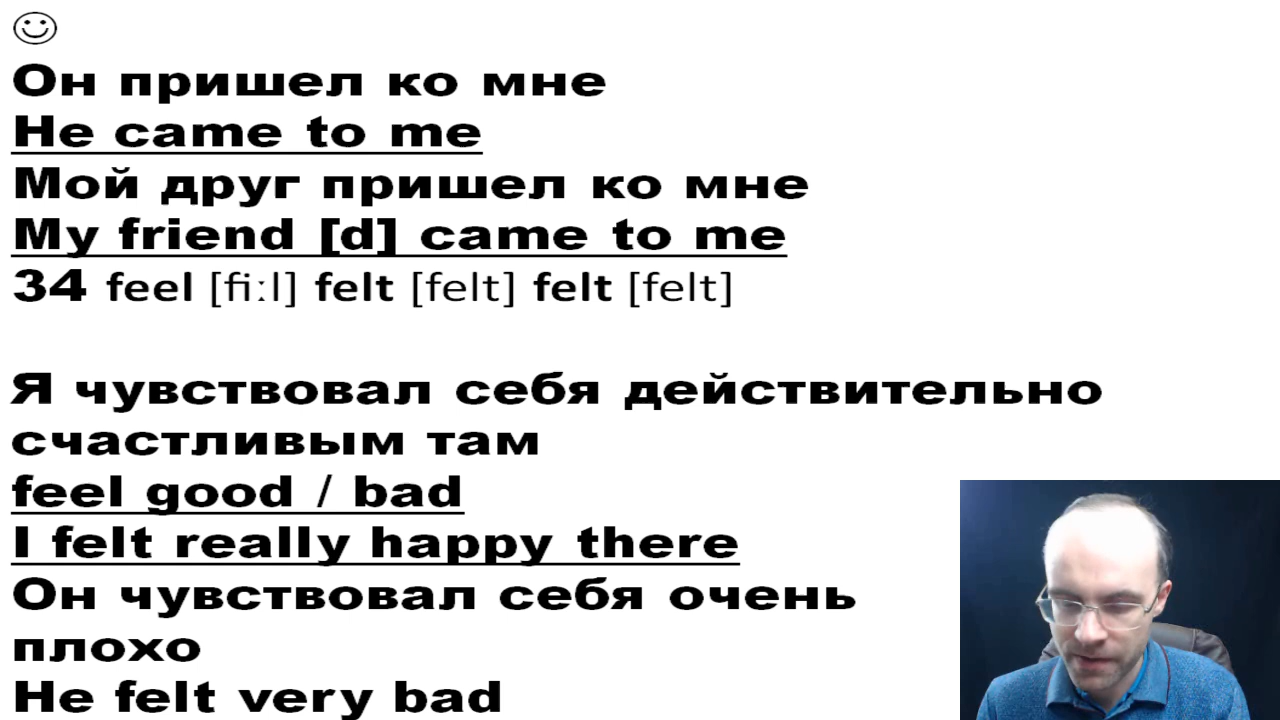 Он пришел ко мне
He came to me
Мой друг пришел ко мне
My friend [d] came to me
34 feel [fiːl] felt [felt] felt [felt]
Я чувствовал себя действительно
счастливым там
feel good / bad
I felt really happy there
Он чувствовал себя очень
плохо
He felt very bad